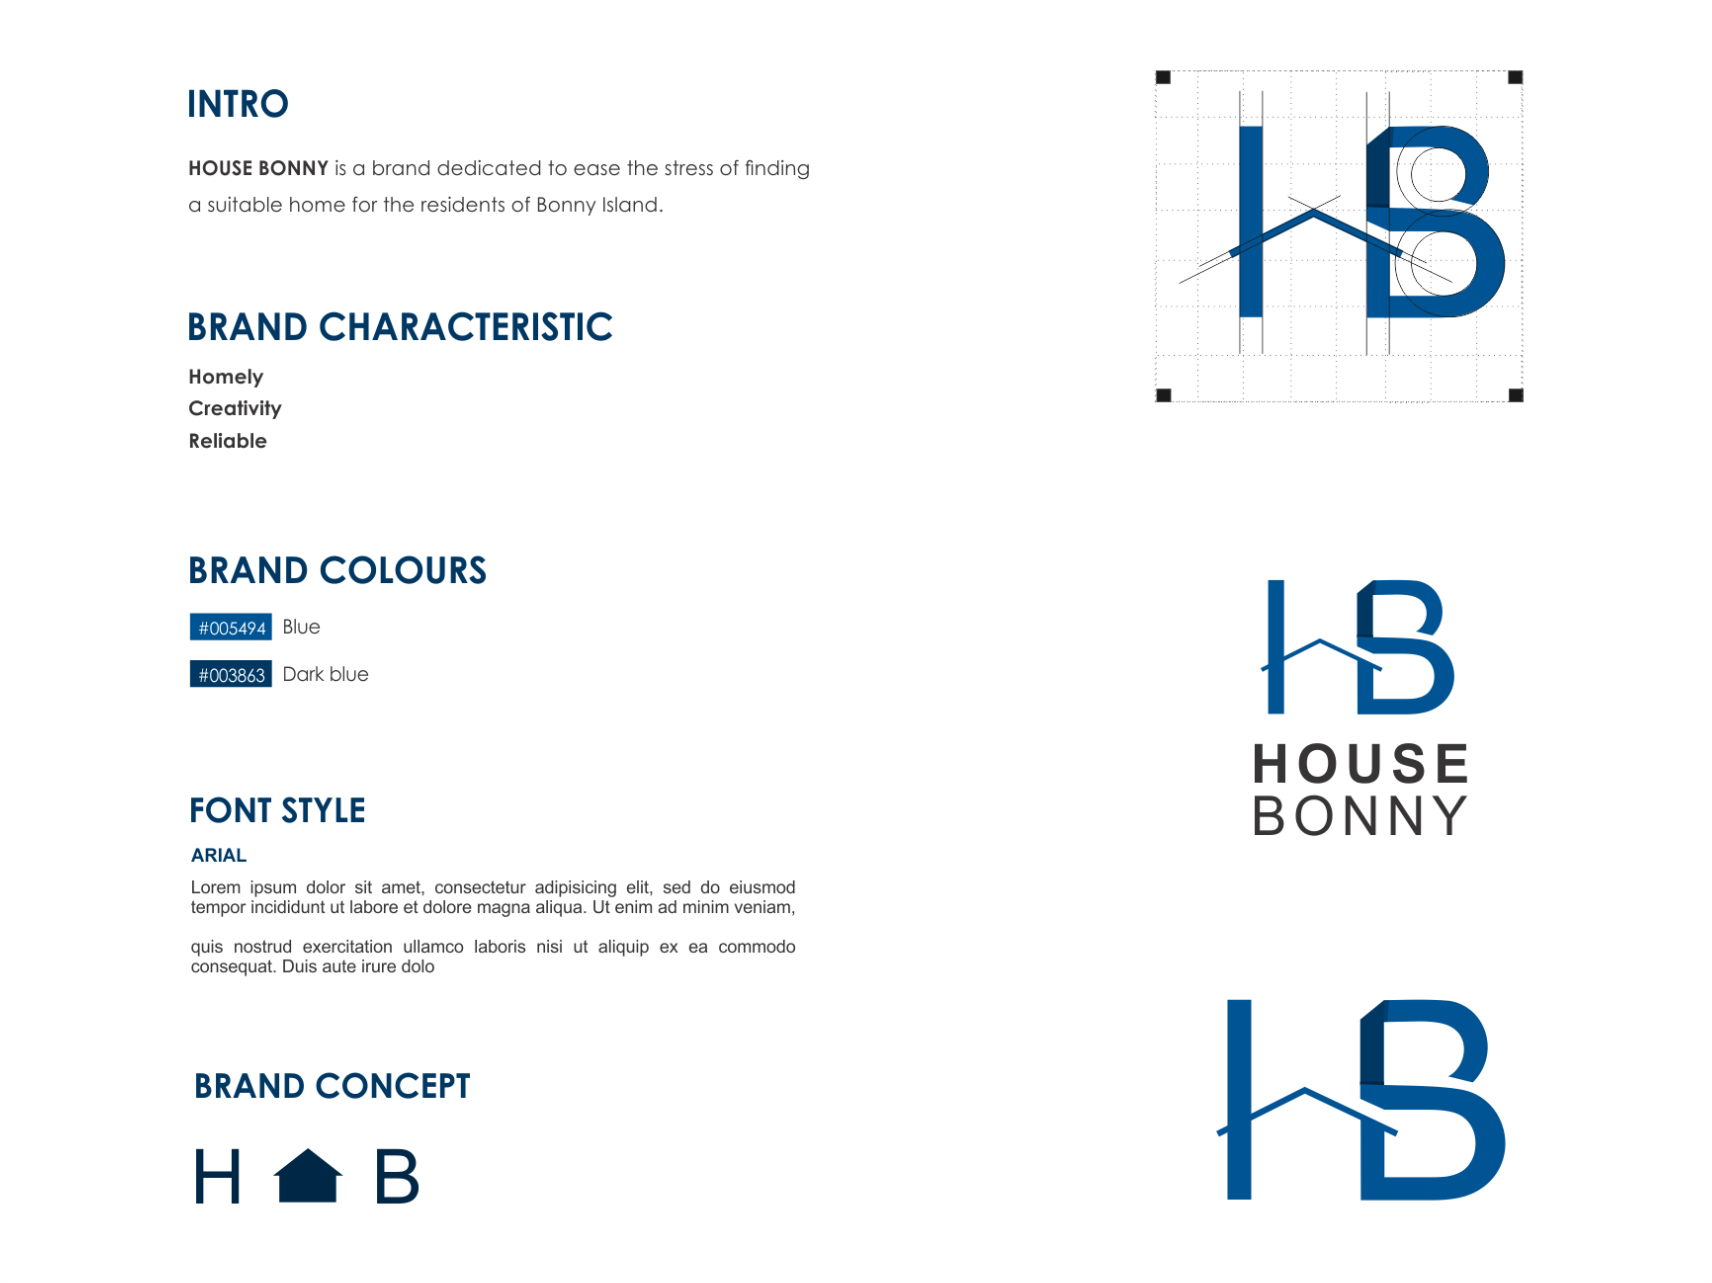 INTRO
HOUSE BONNY is a brand dedicated to ease the stress of finding
a suitable home for the residents of Bonny Island.
BRAND CHARACTERISTIC
Homely
Creativity
Reliable
BRAND COLOURS
#005494 Blue
#003863 Dark blue
FONT STYLE
ARIAL
Lorem ipsum dolor sit amet, consectetur adipisicing elit, sed do eiusmod
tempor incididunt ut labore et dolore magna aliqua. Ut enim ad minim veniam,
quis nostrud exercitation ullamco laboris nisi ut aliquip ex ea commodo
consequat. Duis aute irure dolo
BRAND CONCEPT
H B
HB
HB
HOUSE
BONNY
HB